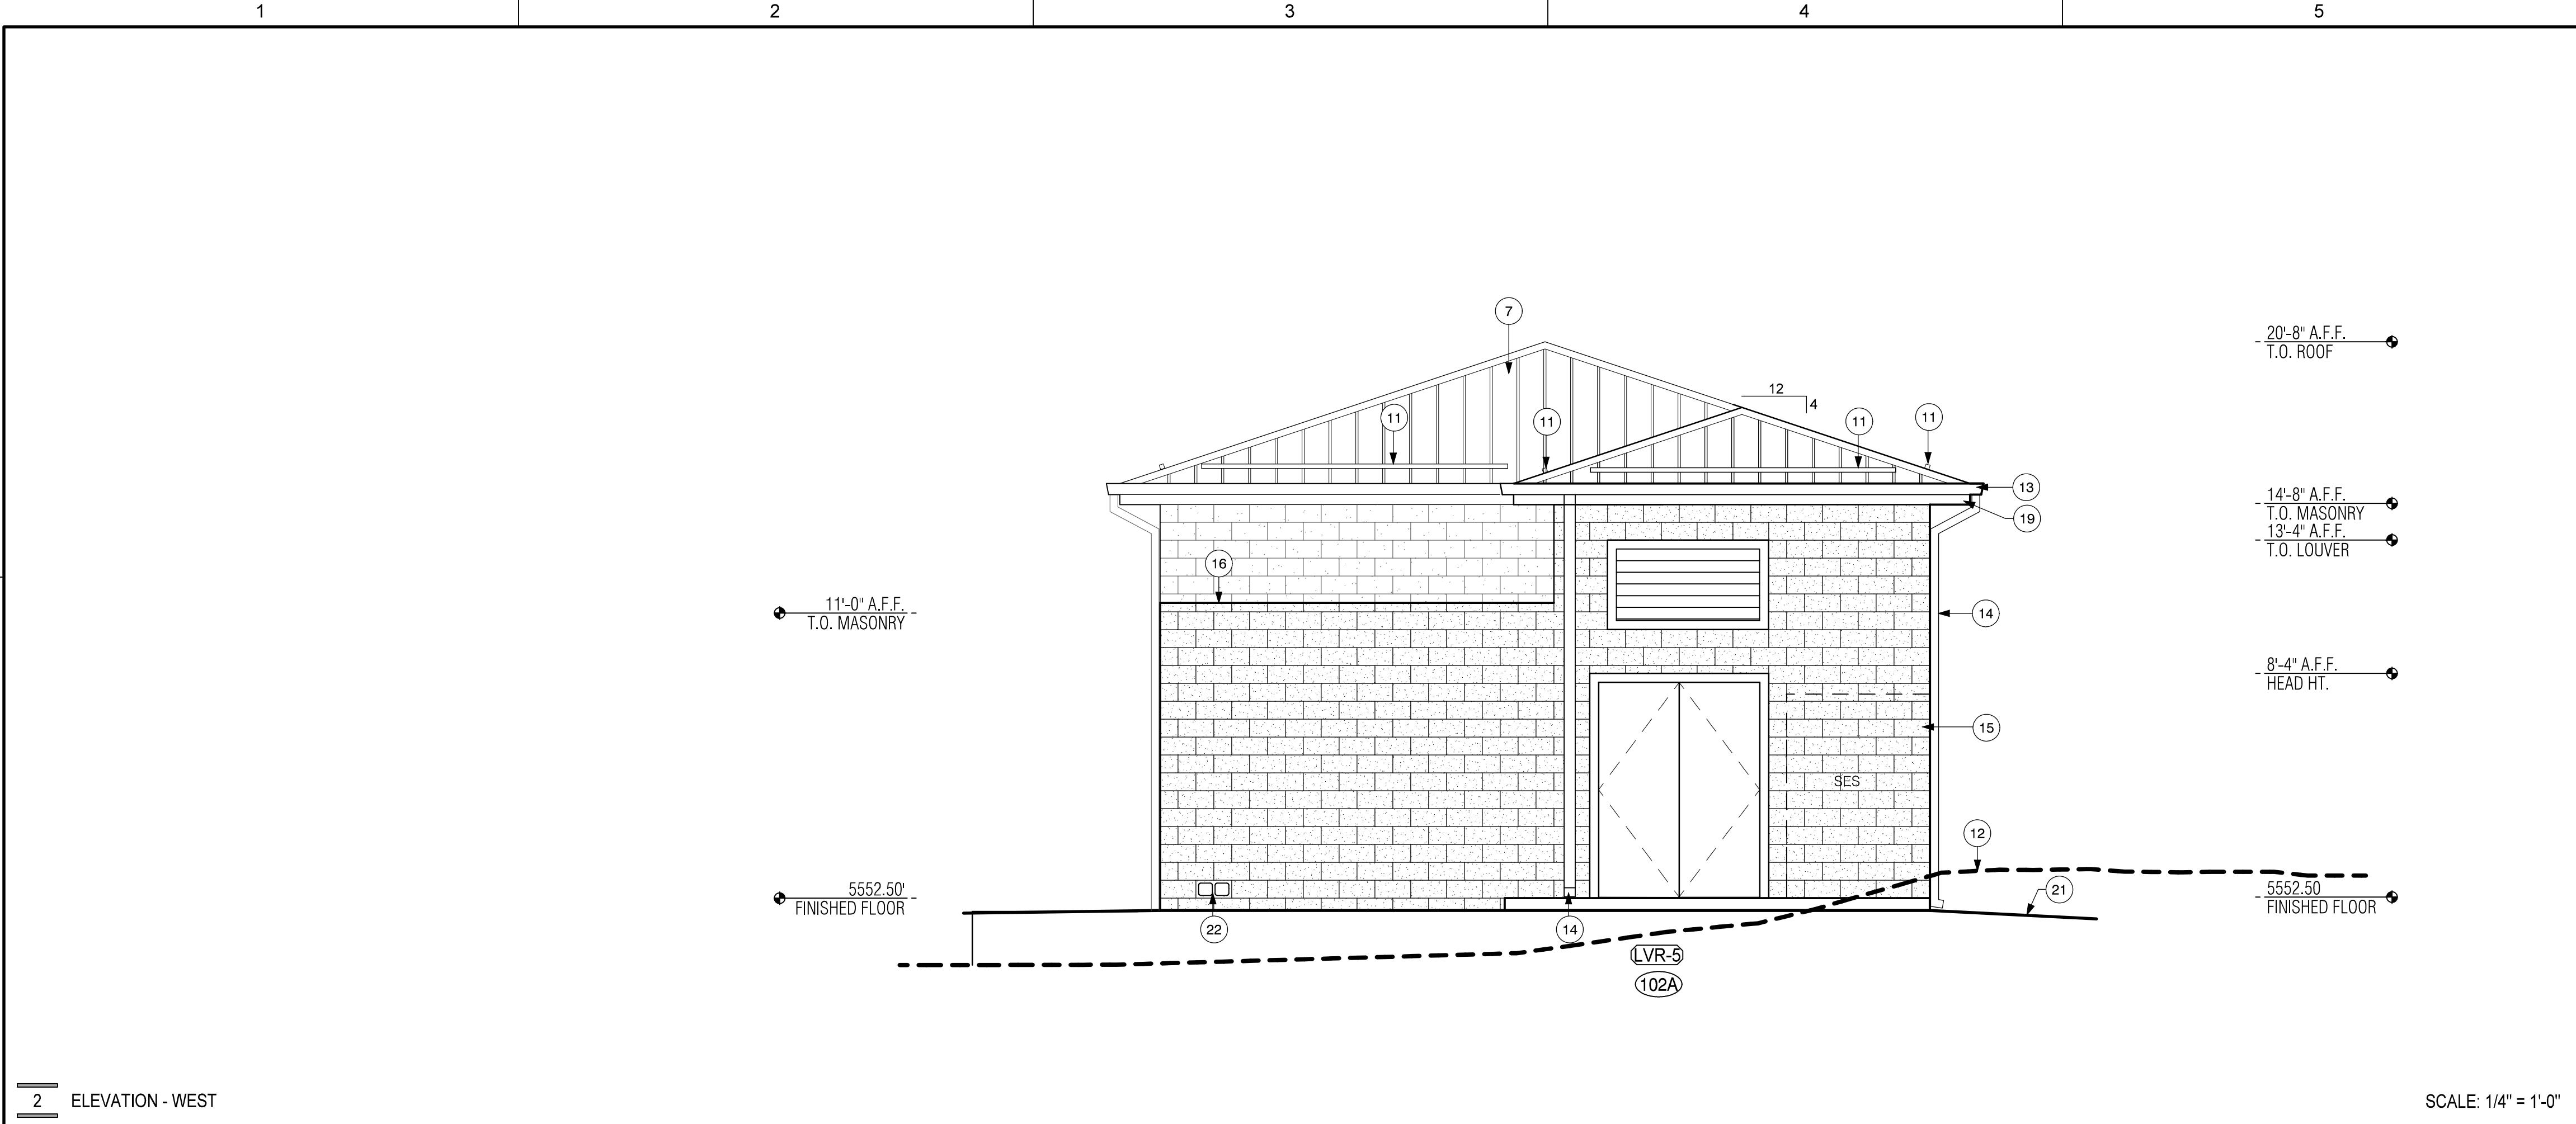 1 2 3 4 5
7
20'-8" A.F.F.
T.O. ROOF
12
4
11 11 11 11
13
14'-8" A.F.F.
T.O. MASONRY
19
13'-4" A.F.F.
T.O. LOUVER
16
11'-0" A.F.F.
T.O. MASONRY
14
8'-4" A.F.F.
HEAD HT.
15
SES
12
5552.50'
FINISHED FLOOR
21
5552.50
FINISHED FLOOR
22
14
LVR-5
102A
2 ELEVATION - WEST
SCALE: 1/4" = 1'-0"